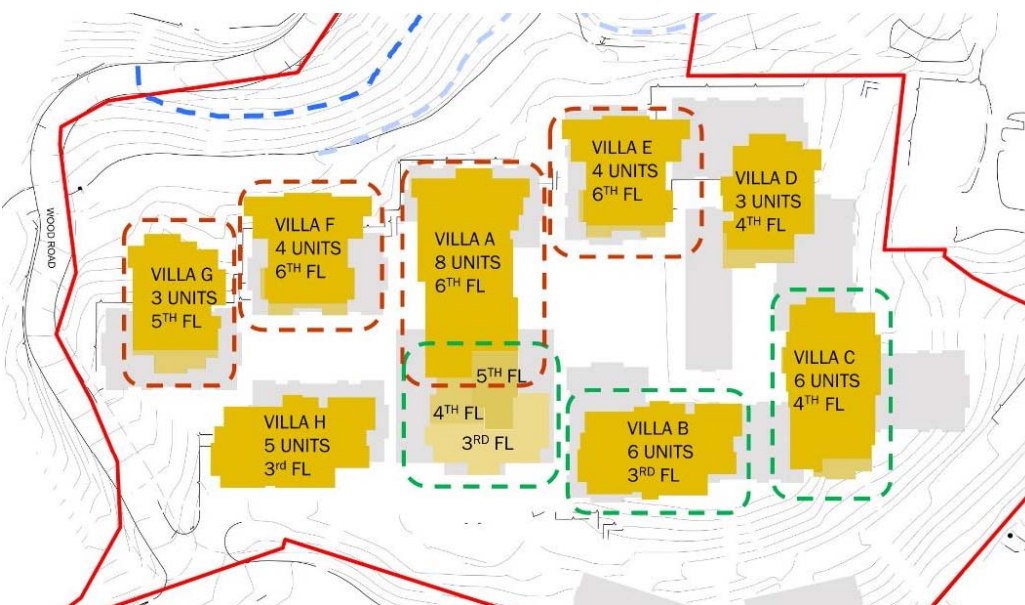 VILLA E
4 UNITS
6TH FL
VILLA D
3 UNITS
4TH FL
VILLA F
4 UNITS
6TH FL
VILLA A
8 UNITS
6TH FL
WOOD ROAD
VILLA G
3 UNITS
5TH FL
VILLA C
6 UNITS
4TH FL
5TH FL
4TH FL
3RD FL
VILLA H
5 UNITS
3rd FL
VILLA B
6 UNITS
3RD FL